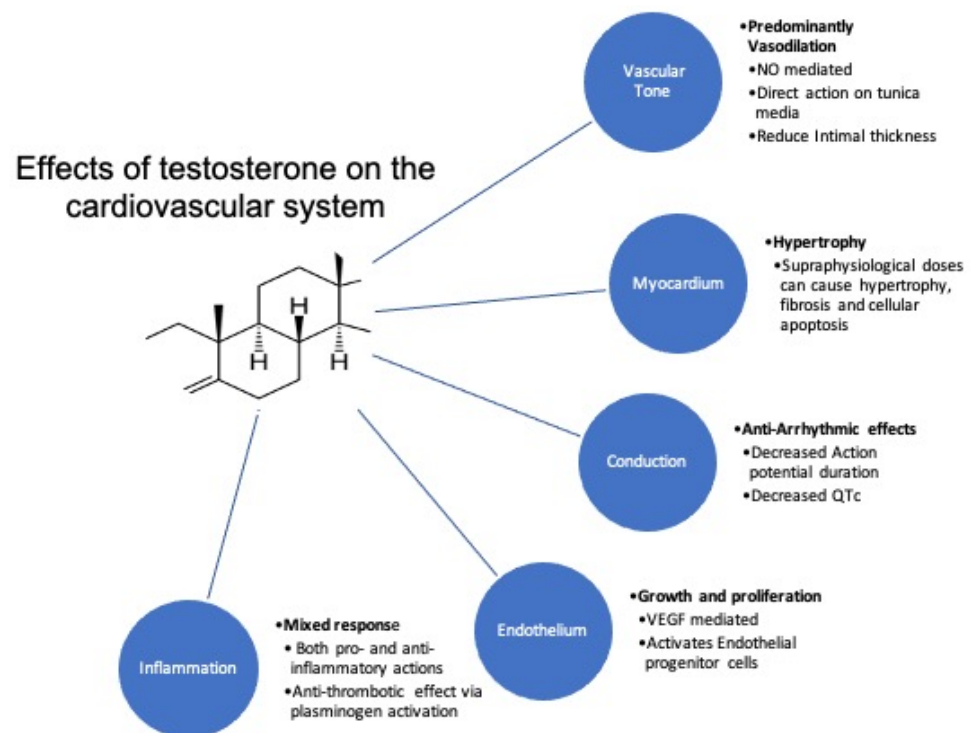 Effects of testosterone on the
cardiovascular system
H
H
H
Vascular
Tone
•Predominantly
Vasodilation
•NO mediated
•Direct action on tunica
media
•Reduce Intimal thickness
Myocardium
•Hypertrophy
•Supraphysiological doses
can cause hypertrophy,
fibrosis and cellular
apoptosis
Conduction
•Anti-Arrhythmic effects
•Decreased Action
potential duration
•Decreased QTc
Endothelium
•Growth and proliferation
•VEGF mediated
•Activates Endothelial
progenitor cells
Inflammation
•Mixed response
• Both pro- and anti-
inflammatory actions
•Anti-thrombotic effect via
plasminogen activation